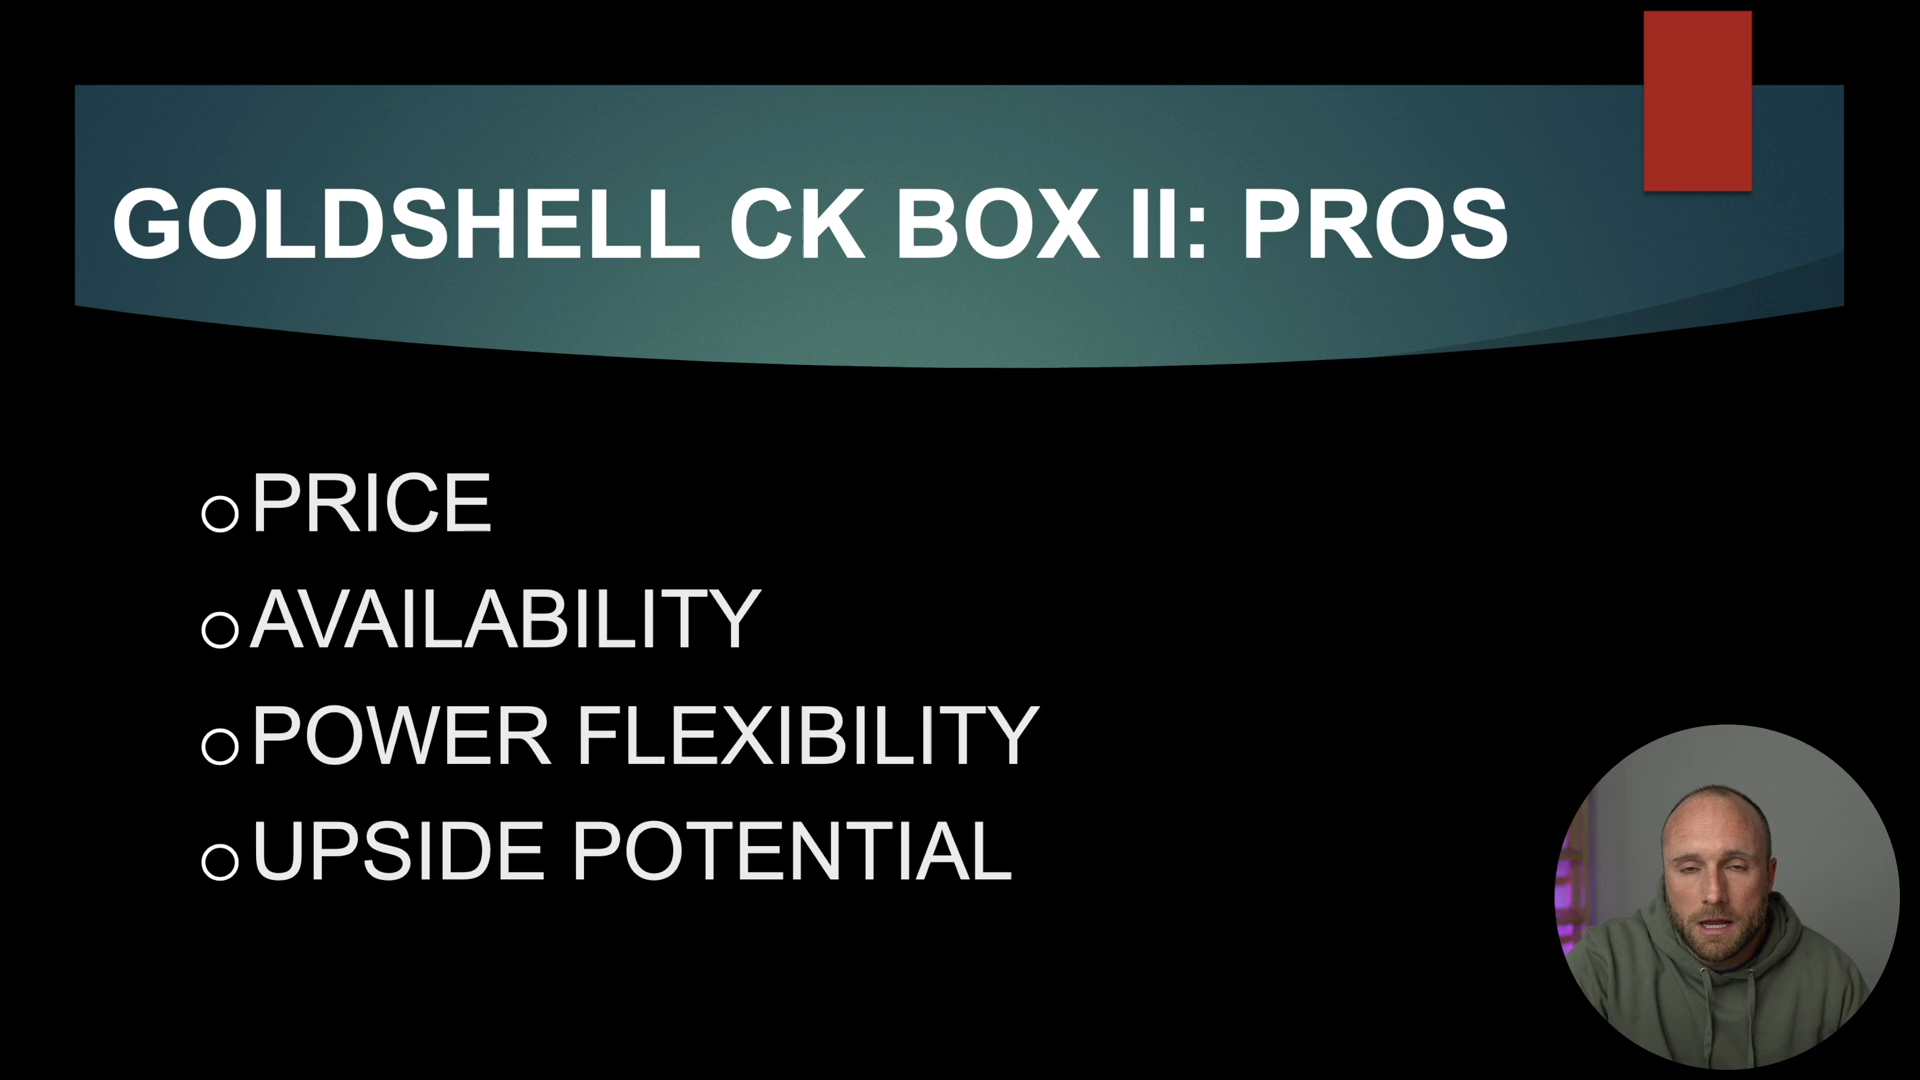 GOLDSHELL CK BOX II: PROS
PRICE
AVAILABILITY
POWER FLEXIBILITY
UPSIDE POTENTIAL